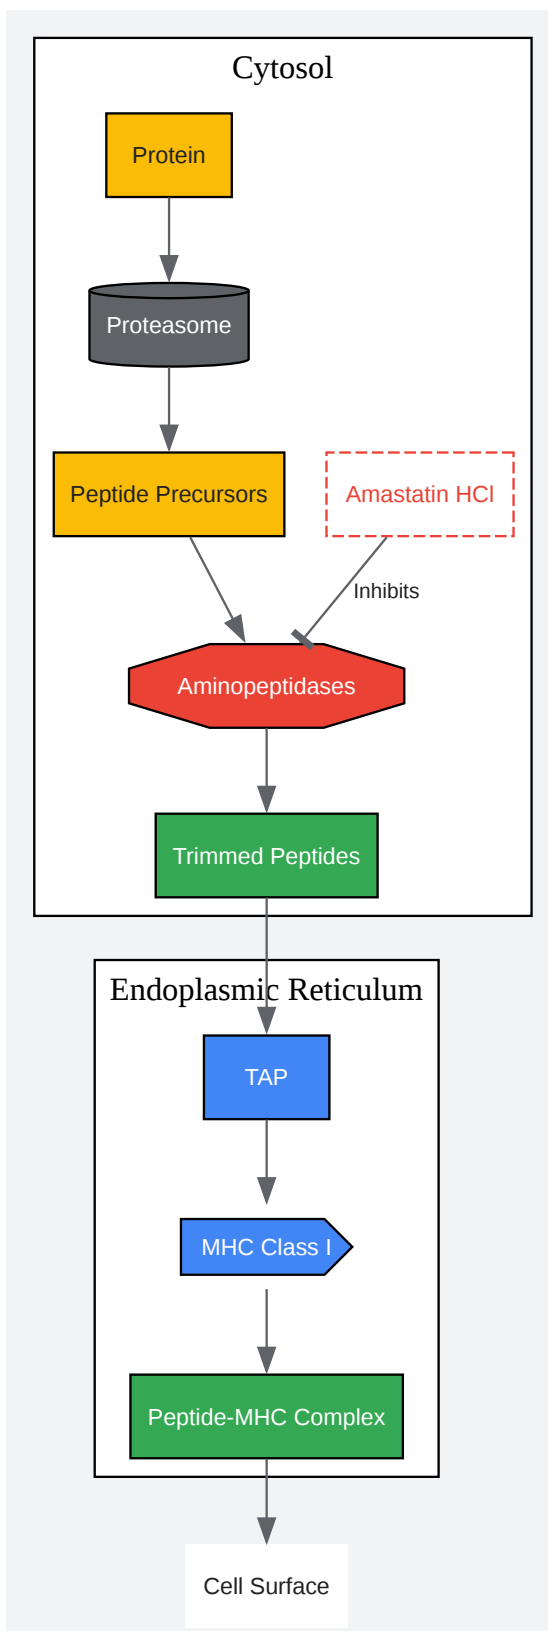 Cytosol
Protein
Proteasome
Peptide Precursors
Amastatin HCl
Inhibits
Aminopeptidases
Trimmed Peptides
Endoplasmic Reticulum
TAP
MHC Class I
Peptide-MHC Complex
Cell Surface